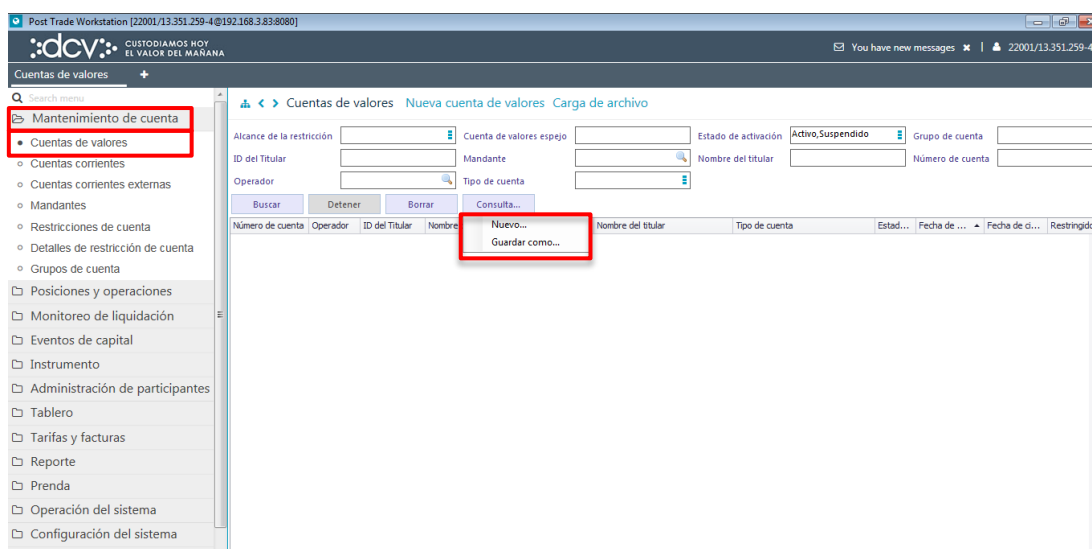 Post Trade Workstation [22001/13.351.259-4@192.168.3.83:8080]
dcv CUSTODIAMOS HOY
EL VALOR DEL MAÑANA
You have new messages × | 22001/13.351.259-4
Cuentas de valores +
Search menu
Mantenimiento de cuenta
Cuentas de valores
Cuentas corrientes
Cuentas corrientes externas
Mandantes
Restricciones de cuenta
Detalles de restricción de cuenta
Grupos de cuenta
Posiciones y operaciones
Monitoreo de liquidación
Eventos de capital
Instrumento
Administración de participantes
Tablero
Tarifas y facturas
Reporte
Prenda
Operación del sistema
Configuración del sistema
Cuentas de valores Nueva cuenta de valores Carga de archivo
Alcance de la restricción Cuenta de valores espejo Estado de activación Activo,Suspendido Grupo de cuenta
ID del Titular Mandante Nombre del titular Número de cuenta
Operador Tipo de cuenta
Buscar Detener Borrar Consulta...
Número de cuenta Operador ID del Titular Nombre Nombre del titular Tipo de cuenta Estad... Fecha de ... Fecha de ci... Restringido
Nuevo...
Guardar como...